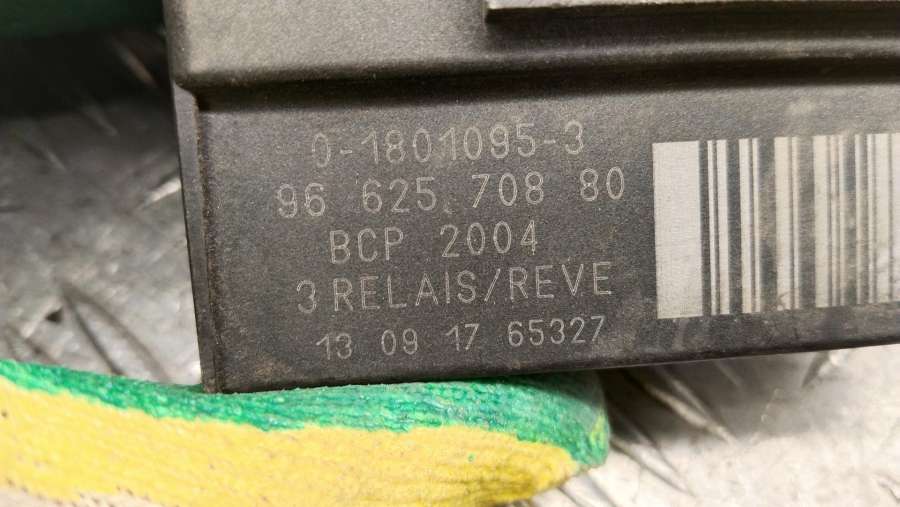 0-1801095-3
96 625 708 80
BCP 2004
3 RELAIS/REVE
13 09 17 65327